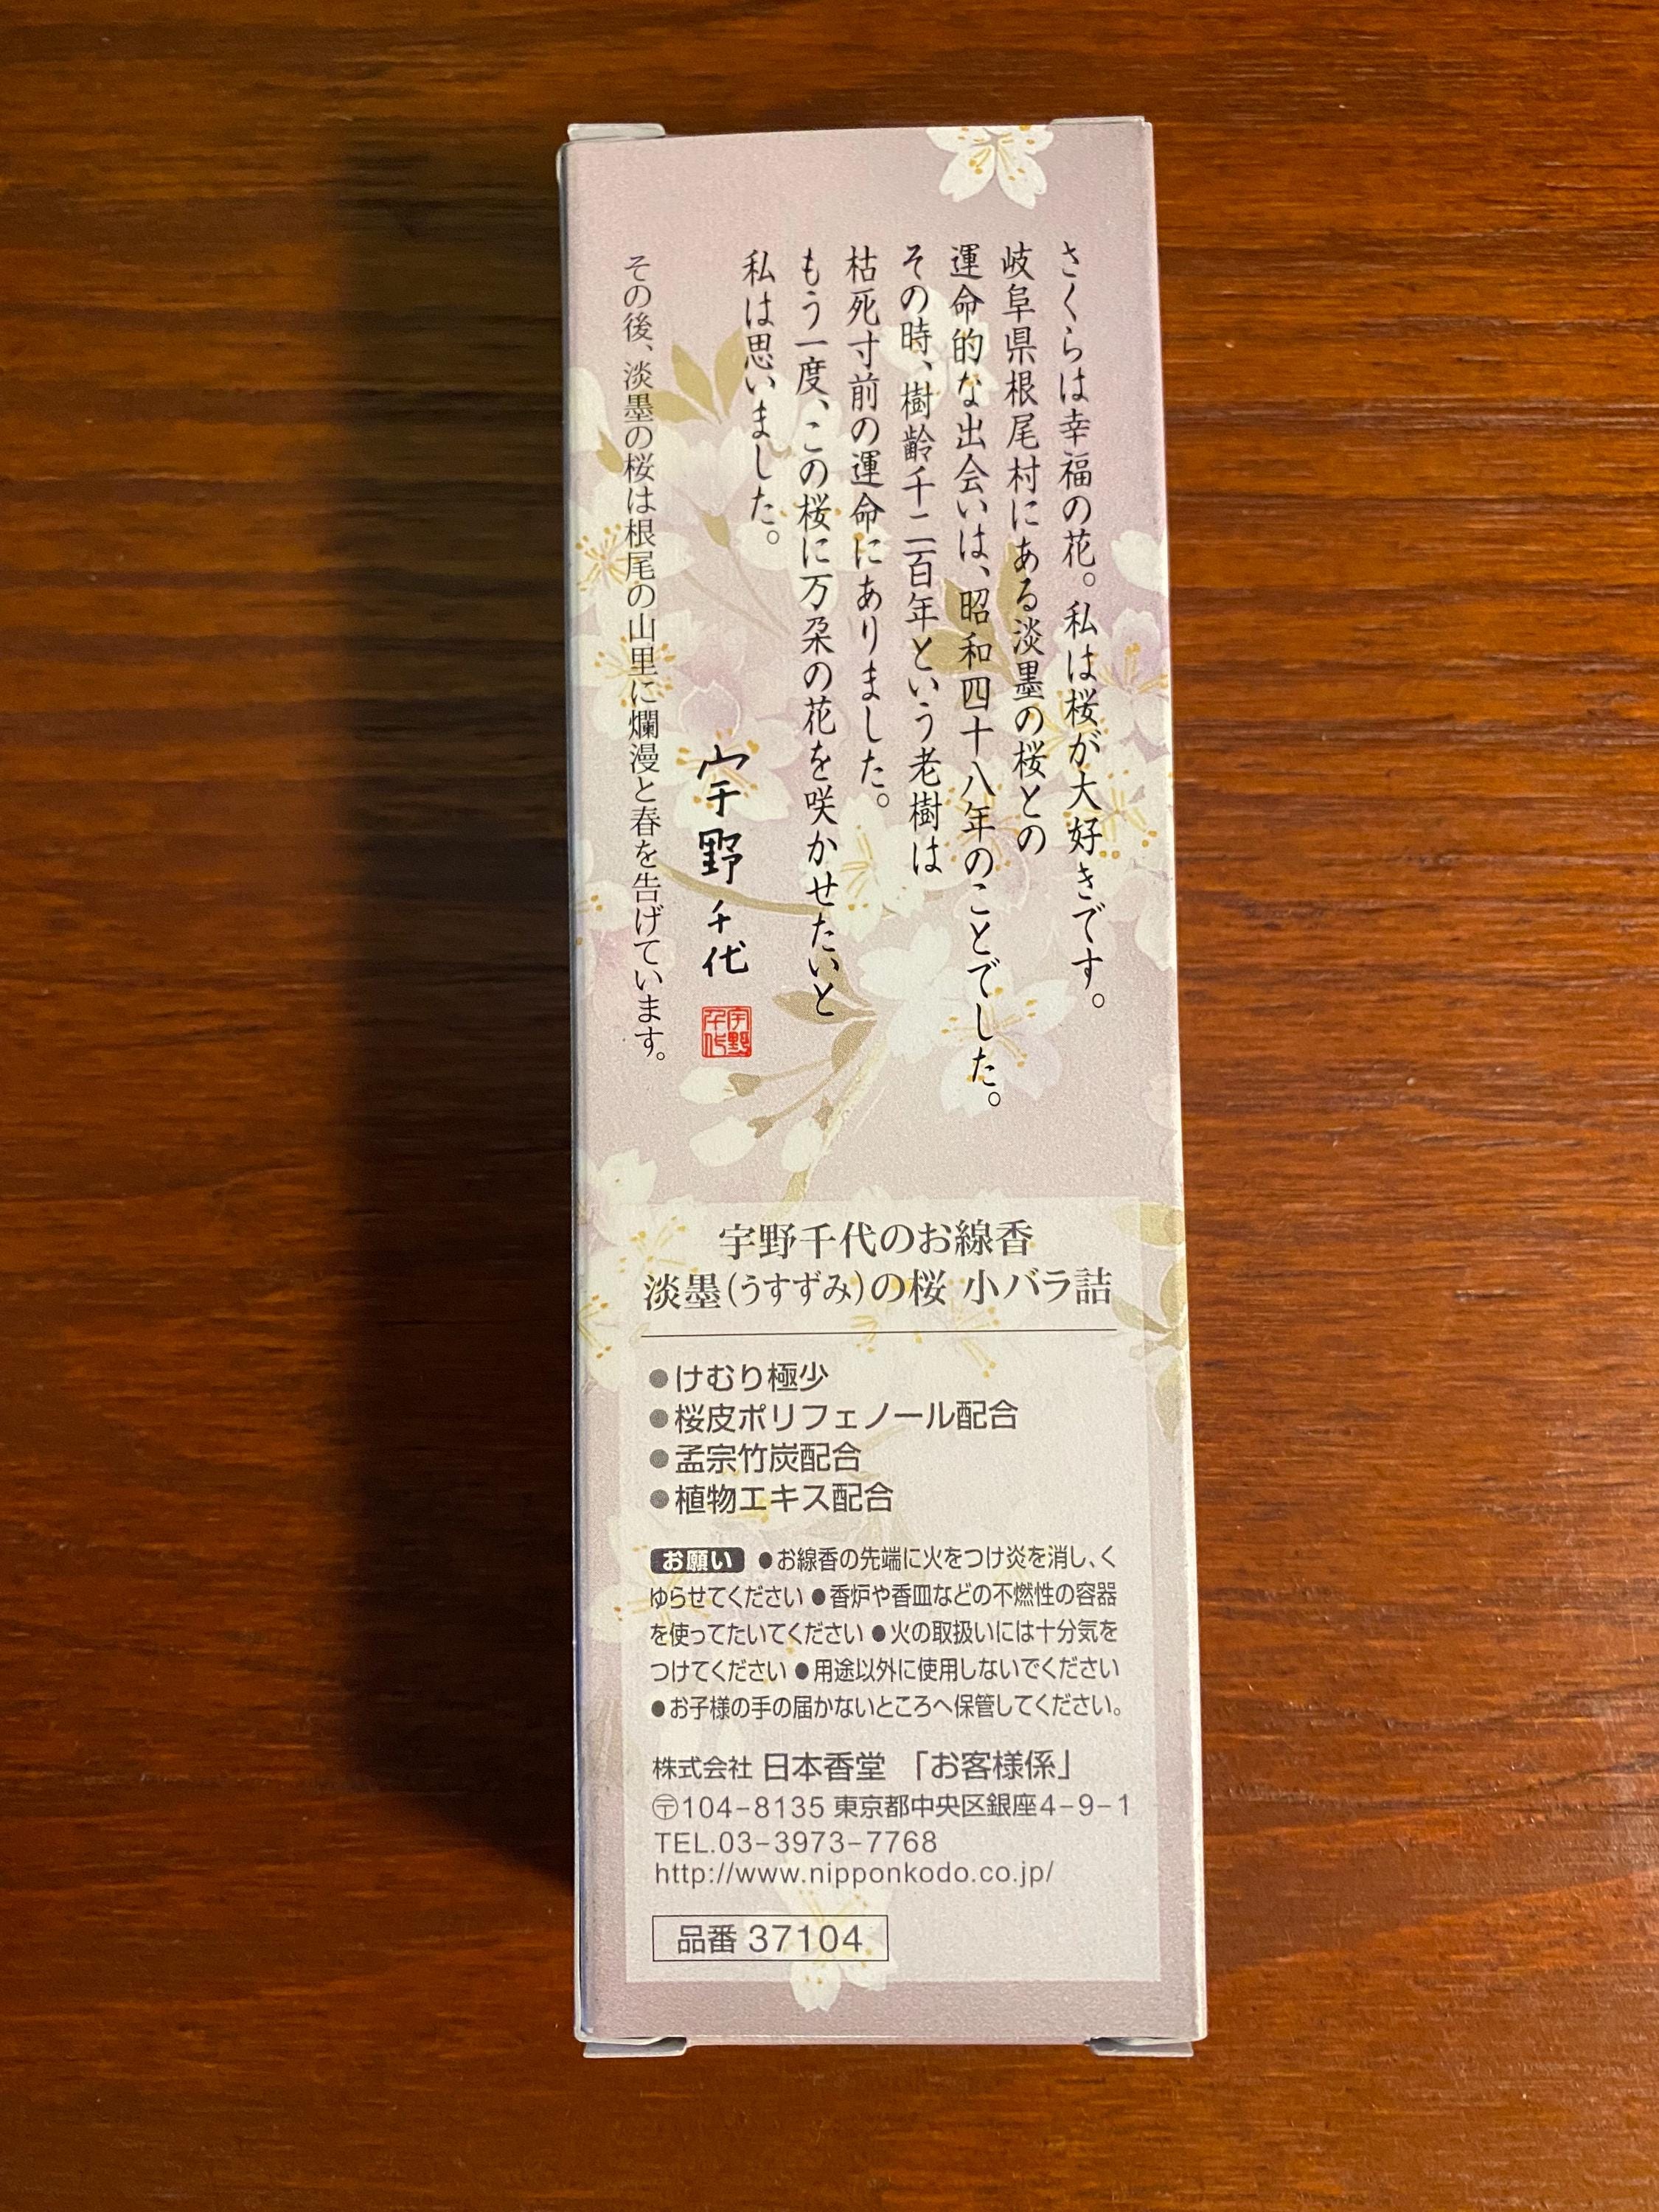 さくらは幸福の花。私は桜が大好きです。
岐阜県根尾村にある淡墨の桜との
運命的な出会いは、昭和四十八年のことでした。
その時、樹齢千二百年という老樹は
枯死寸前の運命にありました。
もう一度、この桜に万朶の花を咲かせたいと
私は思いました。
宇野千代
宇野千代
その後、淡墨の桜は根尾の山里に爛漫と春を告げています。
宇野千代のお線香
淡墨(うすずみ)の桜 小バラ詰
●けむり極少
●桜皮ポリフェノール配合
●孟宗竹炭配合
●植物エキス配合
お願い ●お線香の先端に火をつけ炎を消し、く
ゆらせてください ●香炉や香皿などの不燃性の容器
を使ってたいてください ●火の取扱いには十分気を
つけてください ●用途以外に使用しないでください
●お子様の手の届かないところへ保管してください。
株式会社 日本香堂 「お客様係」
〶104-8135 東京都中央区銀座4-9-1
TEL.03-3973-7768
http://www.nipponkodo.co.jp/
品番 37104